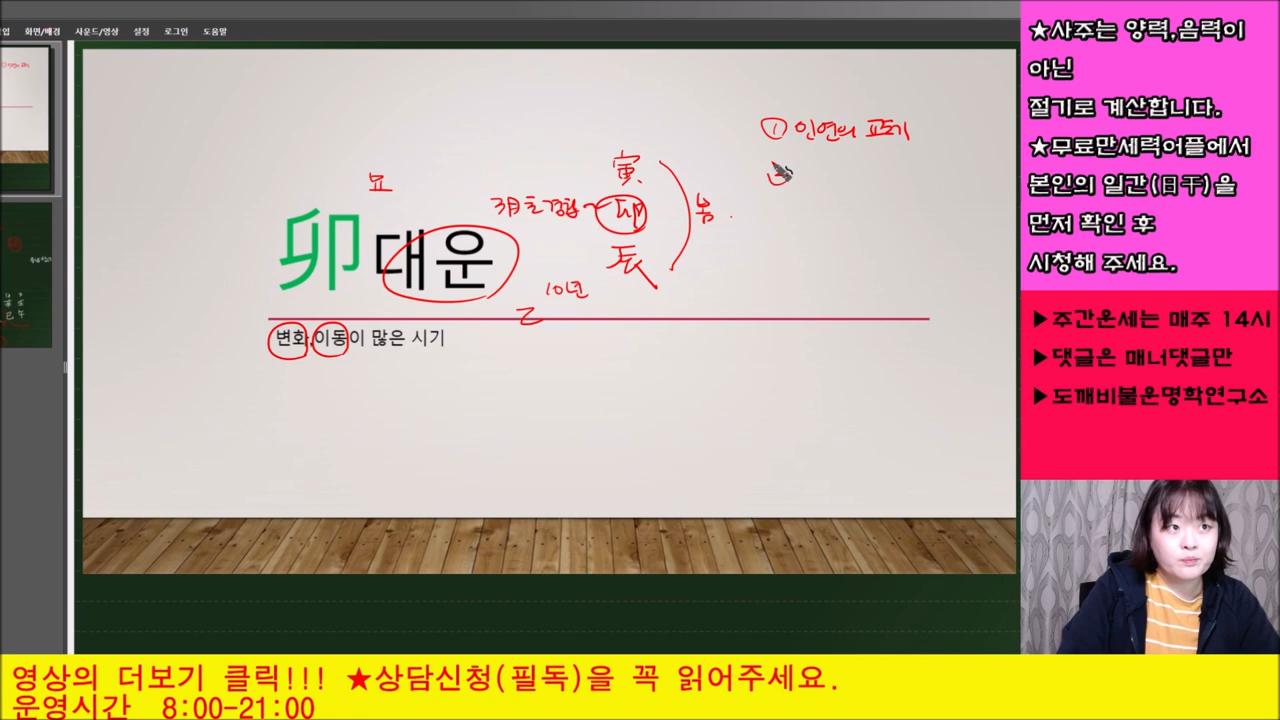 화면/배경 사운드/영상 설정 로그인 도움말
① 인연의 교체기
寅
卯
辰
3月초 경칩
봄.
묘
卯 대운
10년
乙
변화,이동이 많은 시기
★사주는 양력,음력이
아닌
절기로 계산합니다.
★무료만세력어플에서
본인의 일간(日干)을
먼저 확인 후
시청해 주세요.
▶주간운세는 매주 14시
▶댓글은 매너댓글만
▶도깨비불운명학연구소
영상의 더보기 클릭!!! ★상담신청(필독)을 꼭 읽어주세요.
운영시간 8:00-21:00